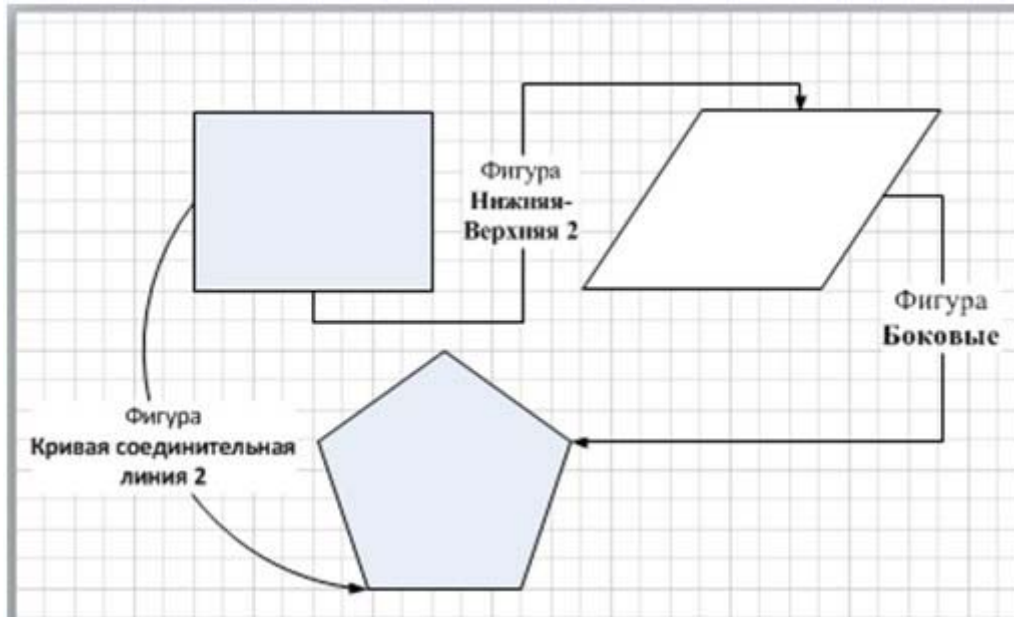 Фигура
Нижняя-
Верхняя 2
Фигура
Боковые
Фигура
Кривая соединительная
линия 2